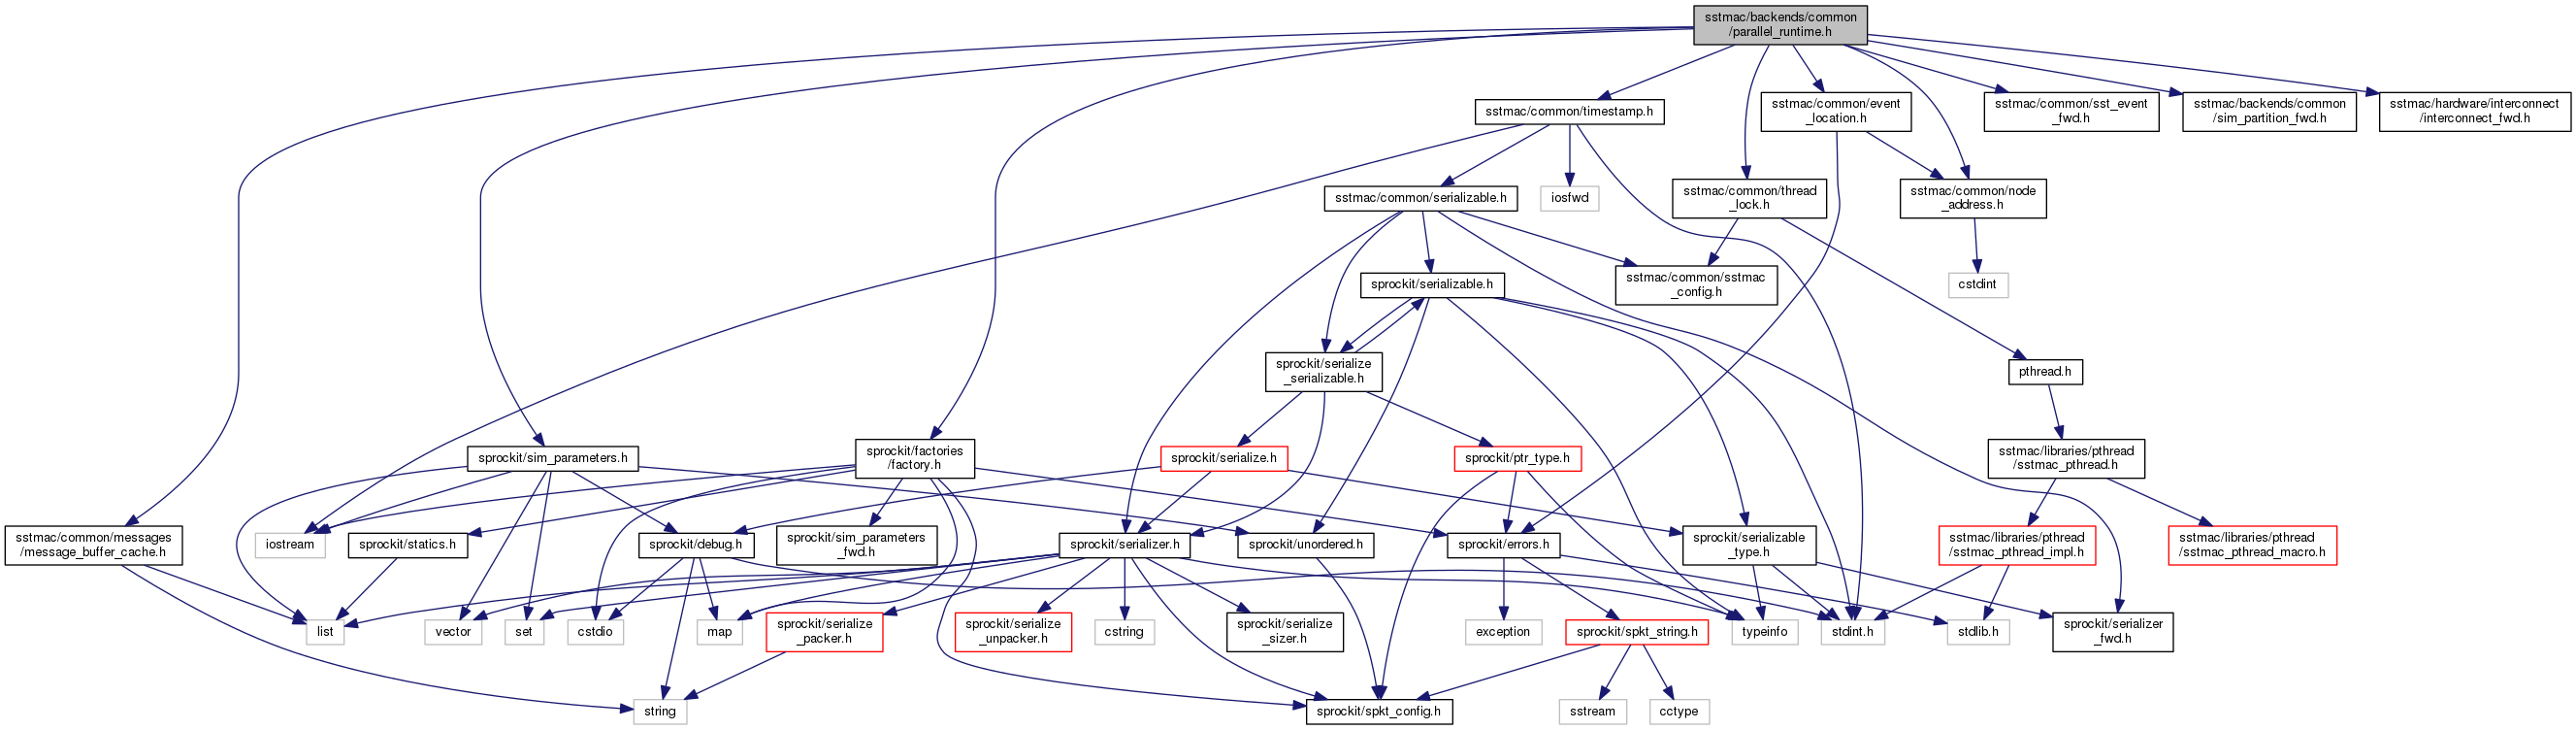 sstmac/backends/common
/parallel_runtime.h
sstmac/common/timestamp.h
sstmac/common/event
_location.h
sstmac/common/sst_event
_fwd.h
sstmac/backends/common
/sim_partition_fwd.h
sstmac/hardware/interconnect
/interconnect_fwd.h
sstmac/common/serializable.h
iosfwd
sstmac/common/thread
_lock.h
sstmac/common/node
_address.h
sprockit/serializable.h
sstmac/common/sstmac
_config.h
cstdint
sprockit/serialize
_serializable.h
pthread.h
sprockit/sim_parameters.h
sprockit/factories
/factory.h
sprockit/serialize.h
sprockit/ptr_type.h
sstmac/libraries/pthread
/sstmac_pthread.h
sstmac/common/messages
/message_buffer_cache.h
iostream
sprockit/statics.h
sprockit/debug.h
sprockit/sim_parameters
_fwd.h
sprockit/serializer.h
sprockit/unordered.h
sprockit/errors.h
sprockit/serializable
_type.h
sstmac/libraries/pthread
/sstmac_pthread_impl.h
sstmac/libraries/pthread
/sstmac_pthread_macro.h
list
vector
set
cstdio
map
sprockit/serialize
_packer.h
sprockit/serialize
_unpacker.h
cstring
sprockit/serialize
_sizer.h
exception
sprockit/spkt_string.h
typeinfo
stdint.h
stdlib.h
sprockit/serializer
_fwd.h
string
sprockit/spkt_config.h
sstream
cctype